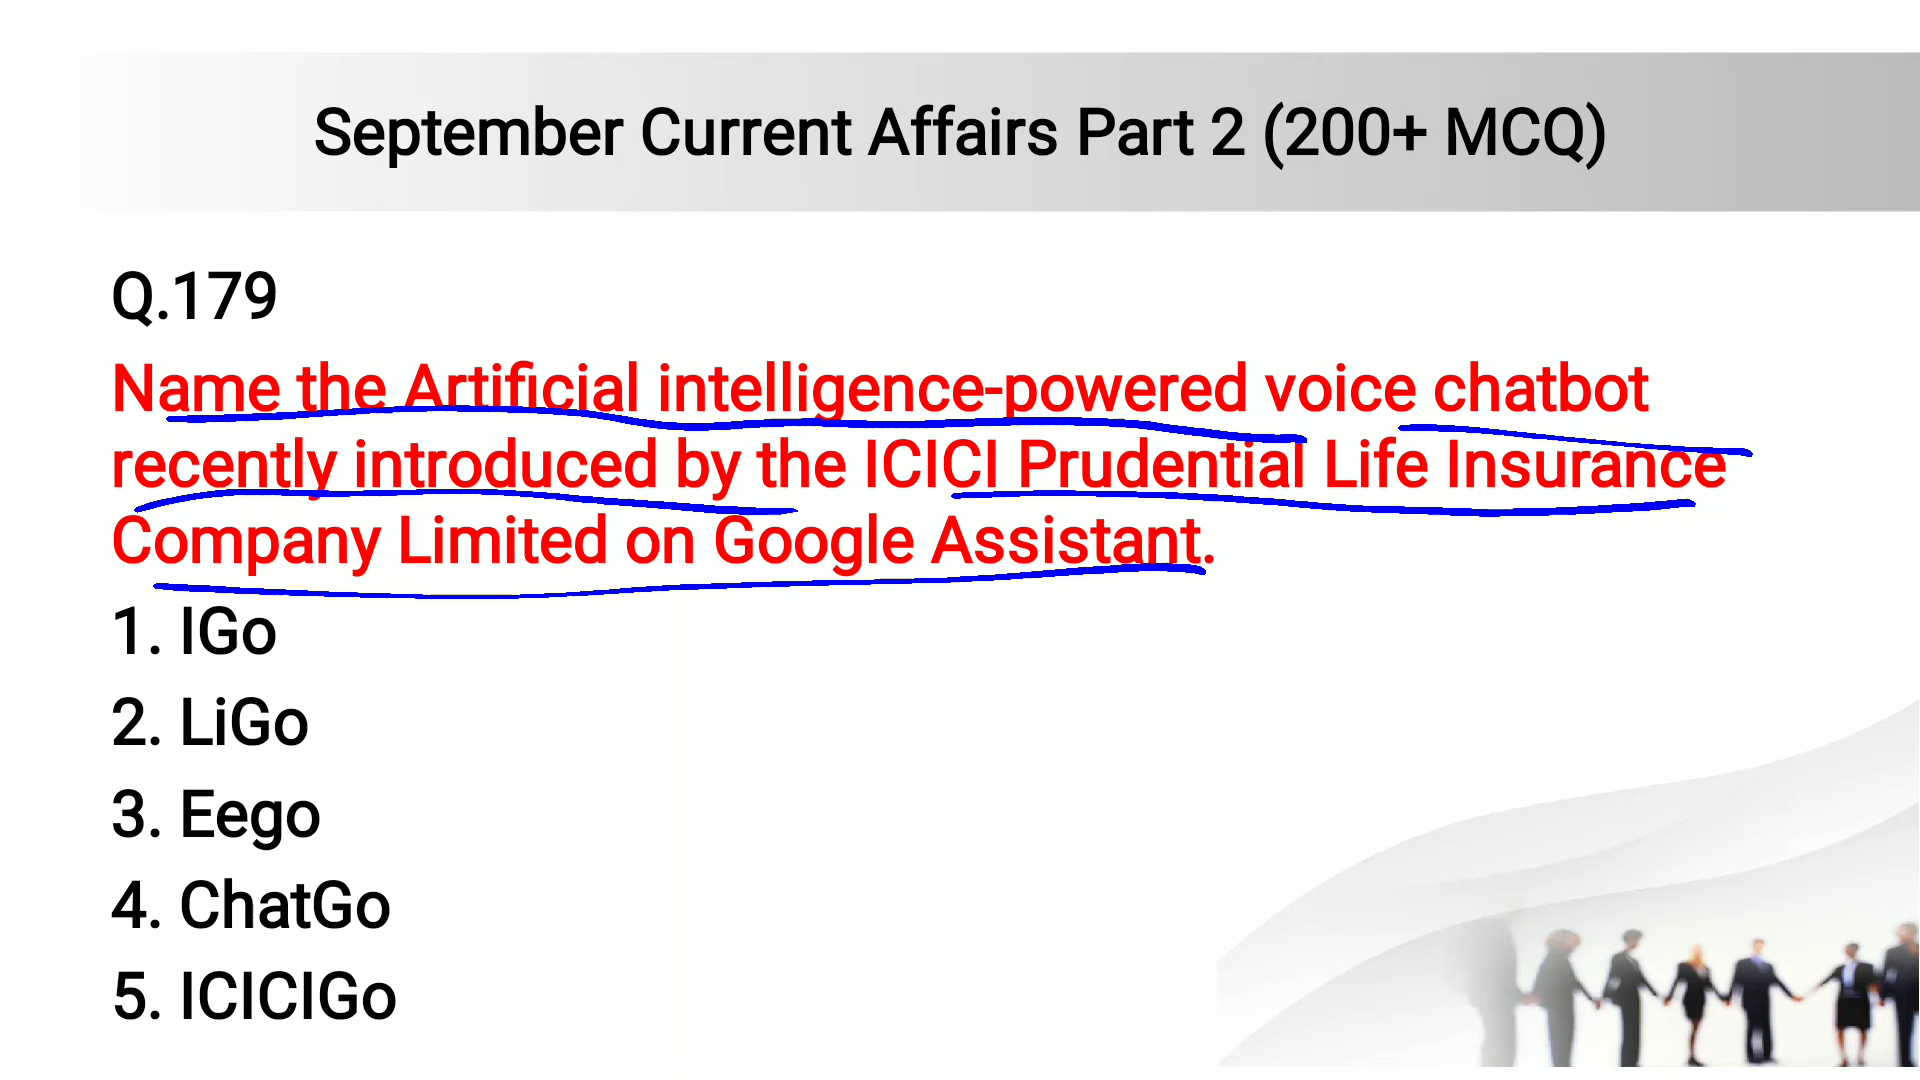 September Current Affairs Part 2 (200+ MCQ)
Q.179
Name the Artificial intelligence-powered voice chatbot
recently introduced by the ICICI Prudential Life Insurance
Company Limited on Google Assistant.
1. IGo
2. LiGo
3. Eego
4. ChatGo
5. ICICIGo